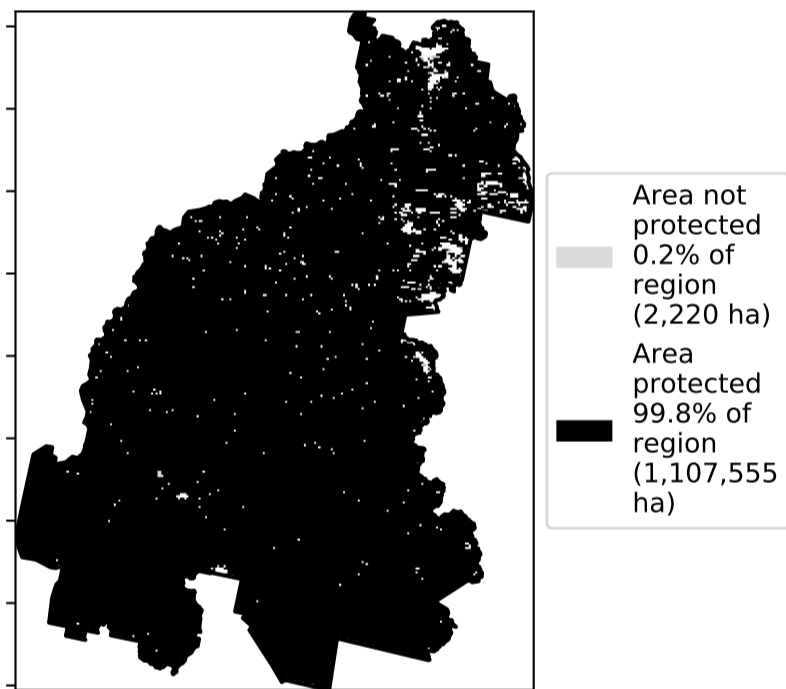 Area not
protected
0.2% of
region
(2,220 ha)
Area
protected
99.8% of
region
(1,107,555
ha)